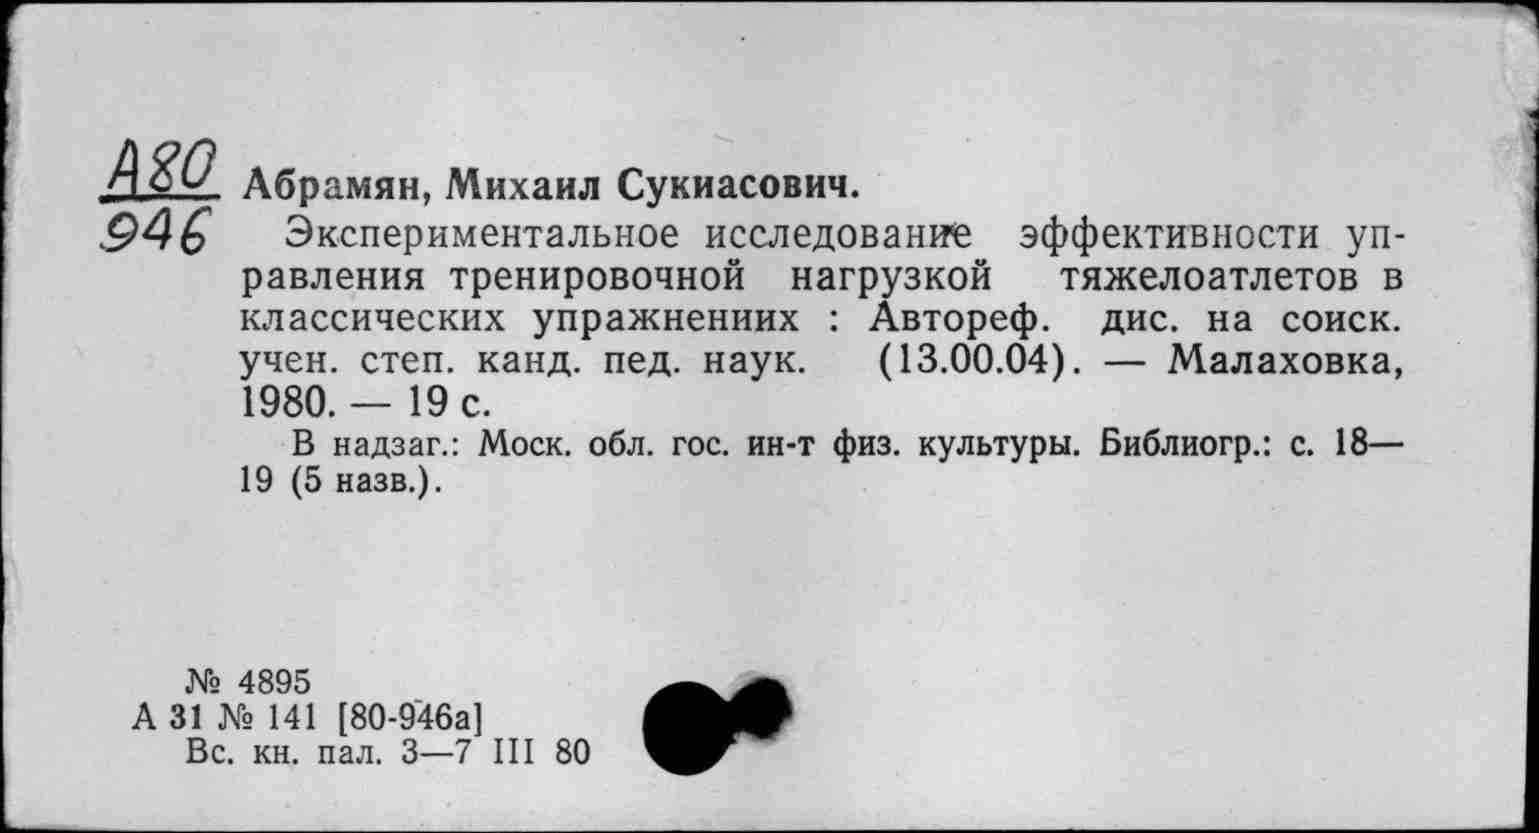 А80
946
Абрамян, Михаил Сукиасович.
Экспериментальное исследование эффективности уп-
равления тренировочной нагрузкой тяжелоатлетов в
классических упражнениих : Автореф. дис. на соиск.
учен. степ. канд. пед. наук. (13.00.04). — Малаховка,
1980. — 19 с.
В надзаг.: Моск. обл. гос. ин-т физ. культуры. Библиогр.: с. 18—
19 (5 назв.).
№ 4895
А 31 № 141 [80-946а]
Вс. кн. пал. 3—7 III 80